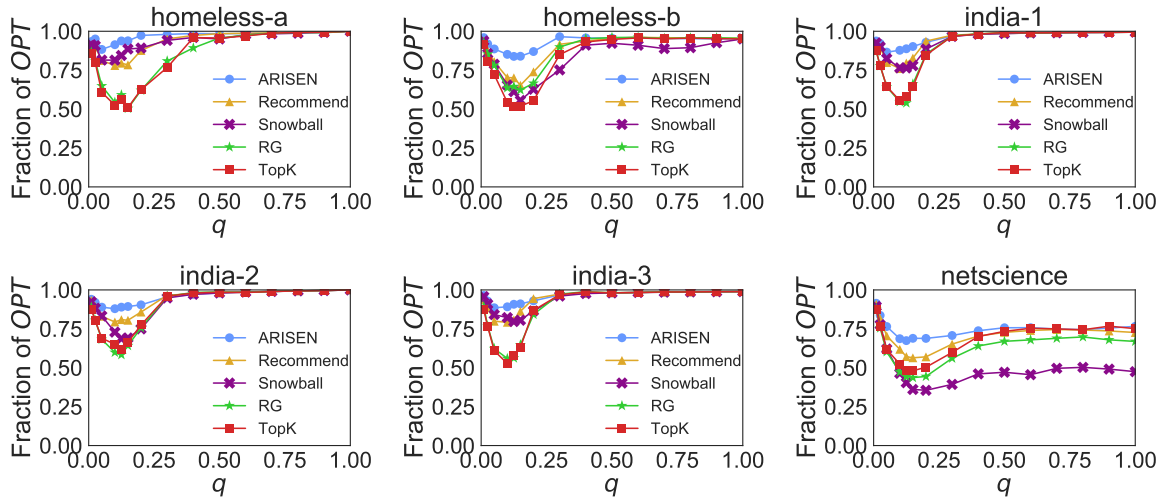 homeless-a
Fraction of OPT
1.00
0.75
0.50
0.25
0.00
ARISEN
Recommend
Snowball
RG
TopK
0.00 0.25 0.50 0.75 1.00
q
homeless-b
Fraction of OPT
1.00
0.75
0.50
0.25
0.00
ARISEN
Recommend
Snowball
RG
TopK
0.00 0.25 0.50 0.75 1.00
q
india-1
Fraction of OPT
1.00
0.75
0.50
0.25
0.00
ARISEN
Recommend
Snowball
RG
TopK
0.00 0.25 0.50 0.75 1.00
q
india-2
Fraction of OPT
1.00
0.75
0.50
0.25
0.00
ARISEN
Recommend
Snowball
RG
TopK
0.00 0.25 0.50 0.75 1.00
q
india-3
Fraction of OPT
1.00
0.75
0.50
0.25
0.00
ARISEN
Recommend
Snowball
RG
TopK
0.00 0.25 0.50 0.75 1.00
q
netscience
Fraction of OPT
1.00
0.75
0.50
0.25
0.00
0.00 0.25 0.50 0.75 1.00
q